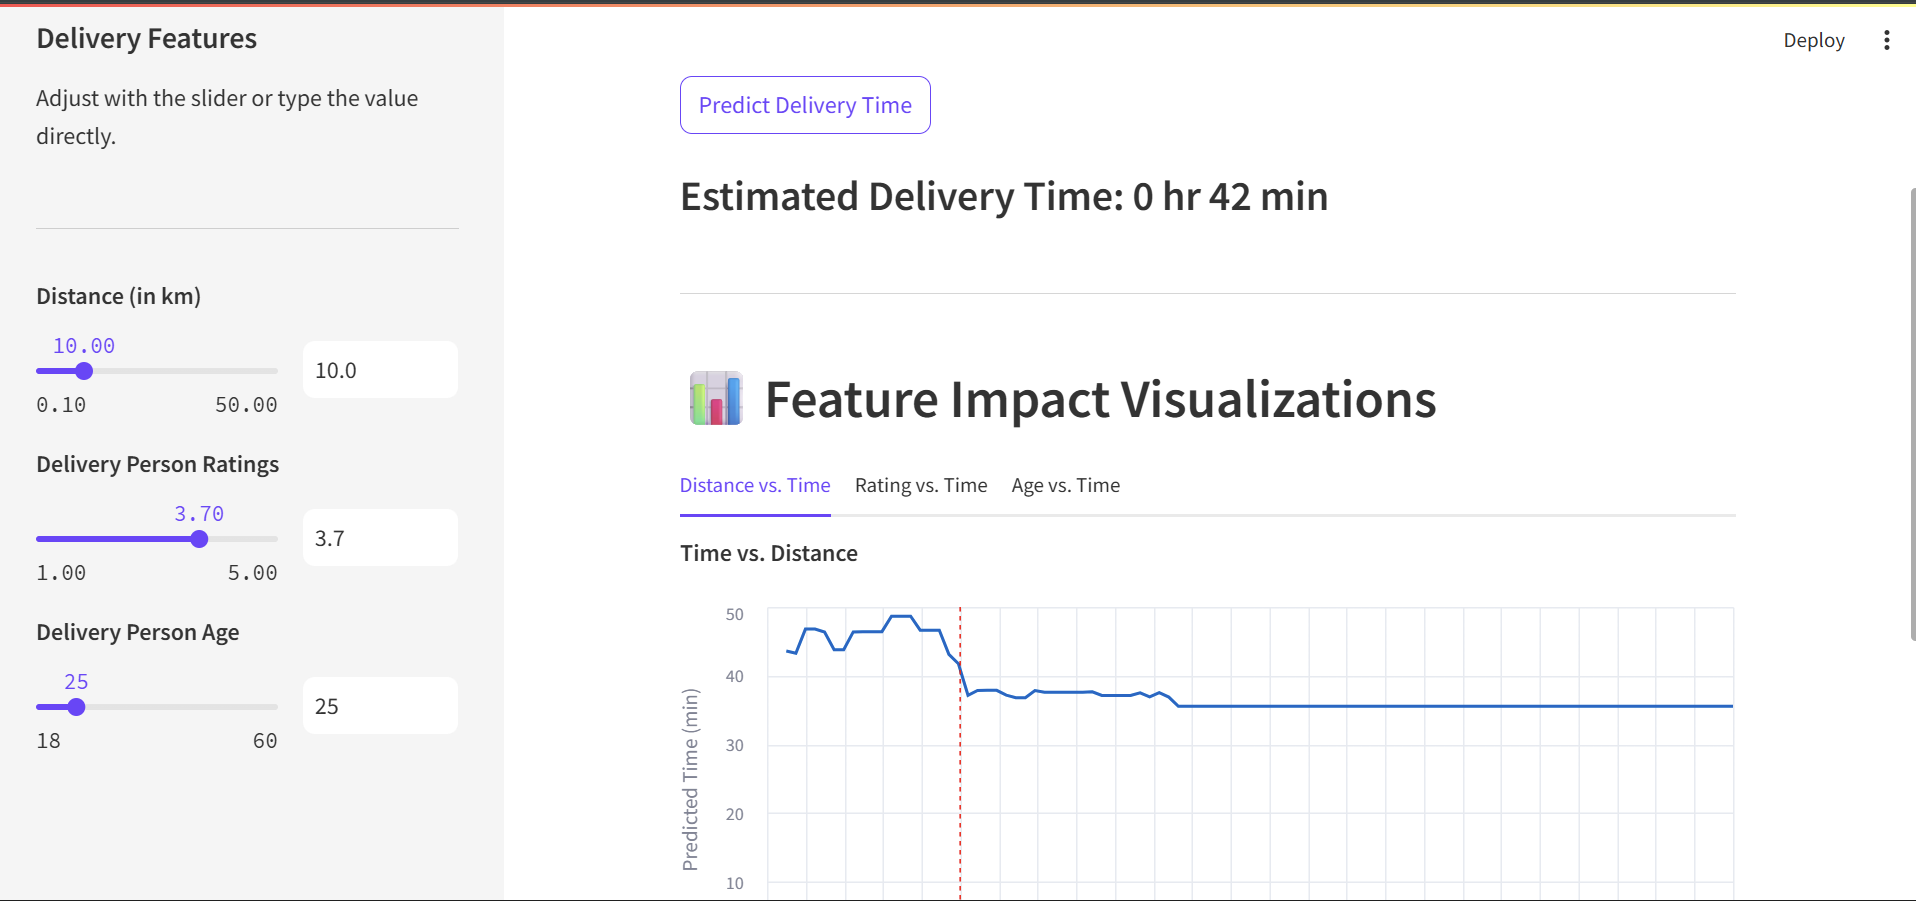 Delivery Features
Adjust with the slider or type the value
directly.
Distance (in km)
10.00
10.0
0.10 50.00
Delivery Person Ratings
3.70
3.7
1.00 5.00
Delivery Person Age
25
25
18 60
Deploy
Predict Delivery Time
Estimated Delivery Time: 0 hr 42 min
Feature Impact Visualizations
Distance vs. Time Rating vs. Time Age vs. Time
Time vs. Distance
Predicted Time (min)
50
40
30
20
10